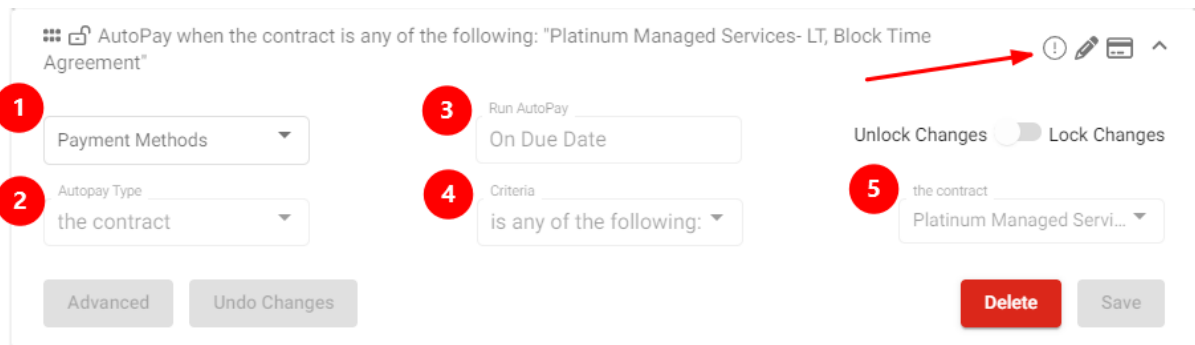 AutoPay when the contract is any of the following: "Platinum Managed Services- LT, Block Time
Agreement"
1
Payment Methods
3
Run AutoPay
On Due Date
Unlock Changes Lock Changes
2
Autopay Type
the contract
4
Criteria
is any of the following:
5
the contract
Platinum Managed Servi...
Advanced Undo Changes Delete Save